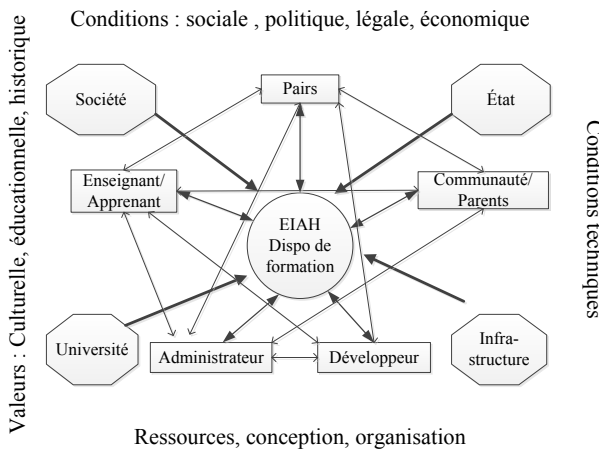 Conditions : sociale , politique, légale, économique
Valeurs : Culturelle, éducationnelle, historique
Société
Pairs
État
Enseignant/
Apprenant
Communauté/
Parents
EIAH
Dispo de
formation
Conditions techniques
Université
Administrateur
Développeur
Infra-
structure
Ressources, conception, organisation